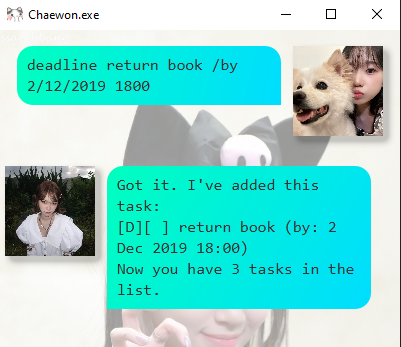 Chaewon.exe
deadline return book /by
2/12/2019 1800
Got it. I've added this
task:
[D][ ] return book (by: 2
Dec 2019 18:00)
Now you have 3 tasks in the
list.